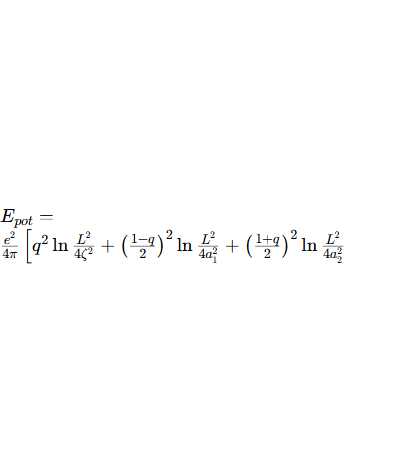 $E_{pot} =$
$\frac{e^2}{4\pi} \left[ q^2 \ln \frac{L^2}{4\zeta^2} + \left( \frac{1-q}{2} \right)^2 \ln \frac{L^2}{4a_1^2} + \left( \frac{1+q}{2} \right)^2 \ln \frac{L^2}{4a_2^2} \right.$